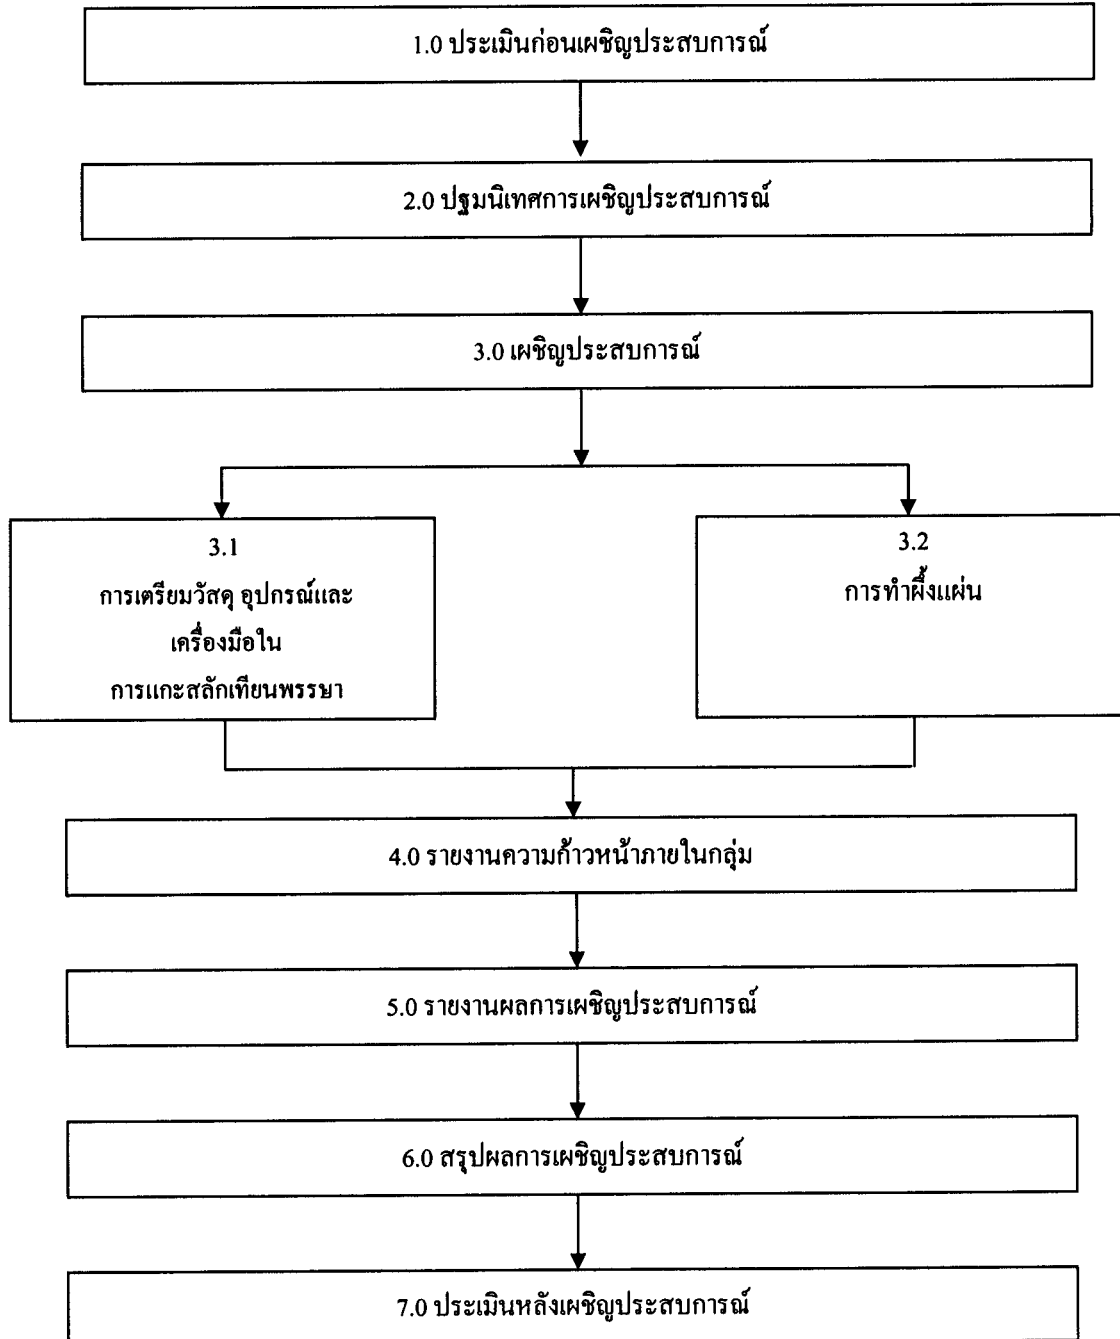 1.0 ประเมินก่อนเผชิญประสบการณ์
2.0 ปฐมนิเทศการเผชิญประสบการณ์
3.0 เผชิญประสบการณ์
3.1
การเตรียมวัสดุ อุปกรณ์และ
เครื่องมือใน
การแกะสลักเทียนพรรษา
3.2
การทำผึ้งแผ่น
4.0 รายงานความก้าวหน้าภายในกลุ่ม
5.0 รายงานผลการเผชิญประสบการณ์
6.0 สรุปผลการเผชิญประสบการณ์
7.0 ประเมินหลังเผชิญประสบการณ์